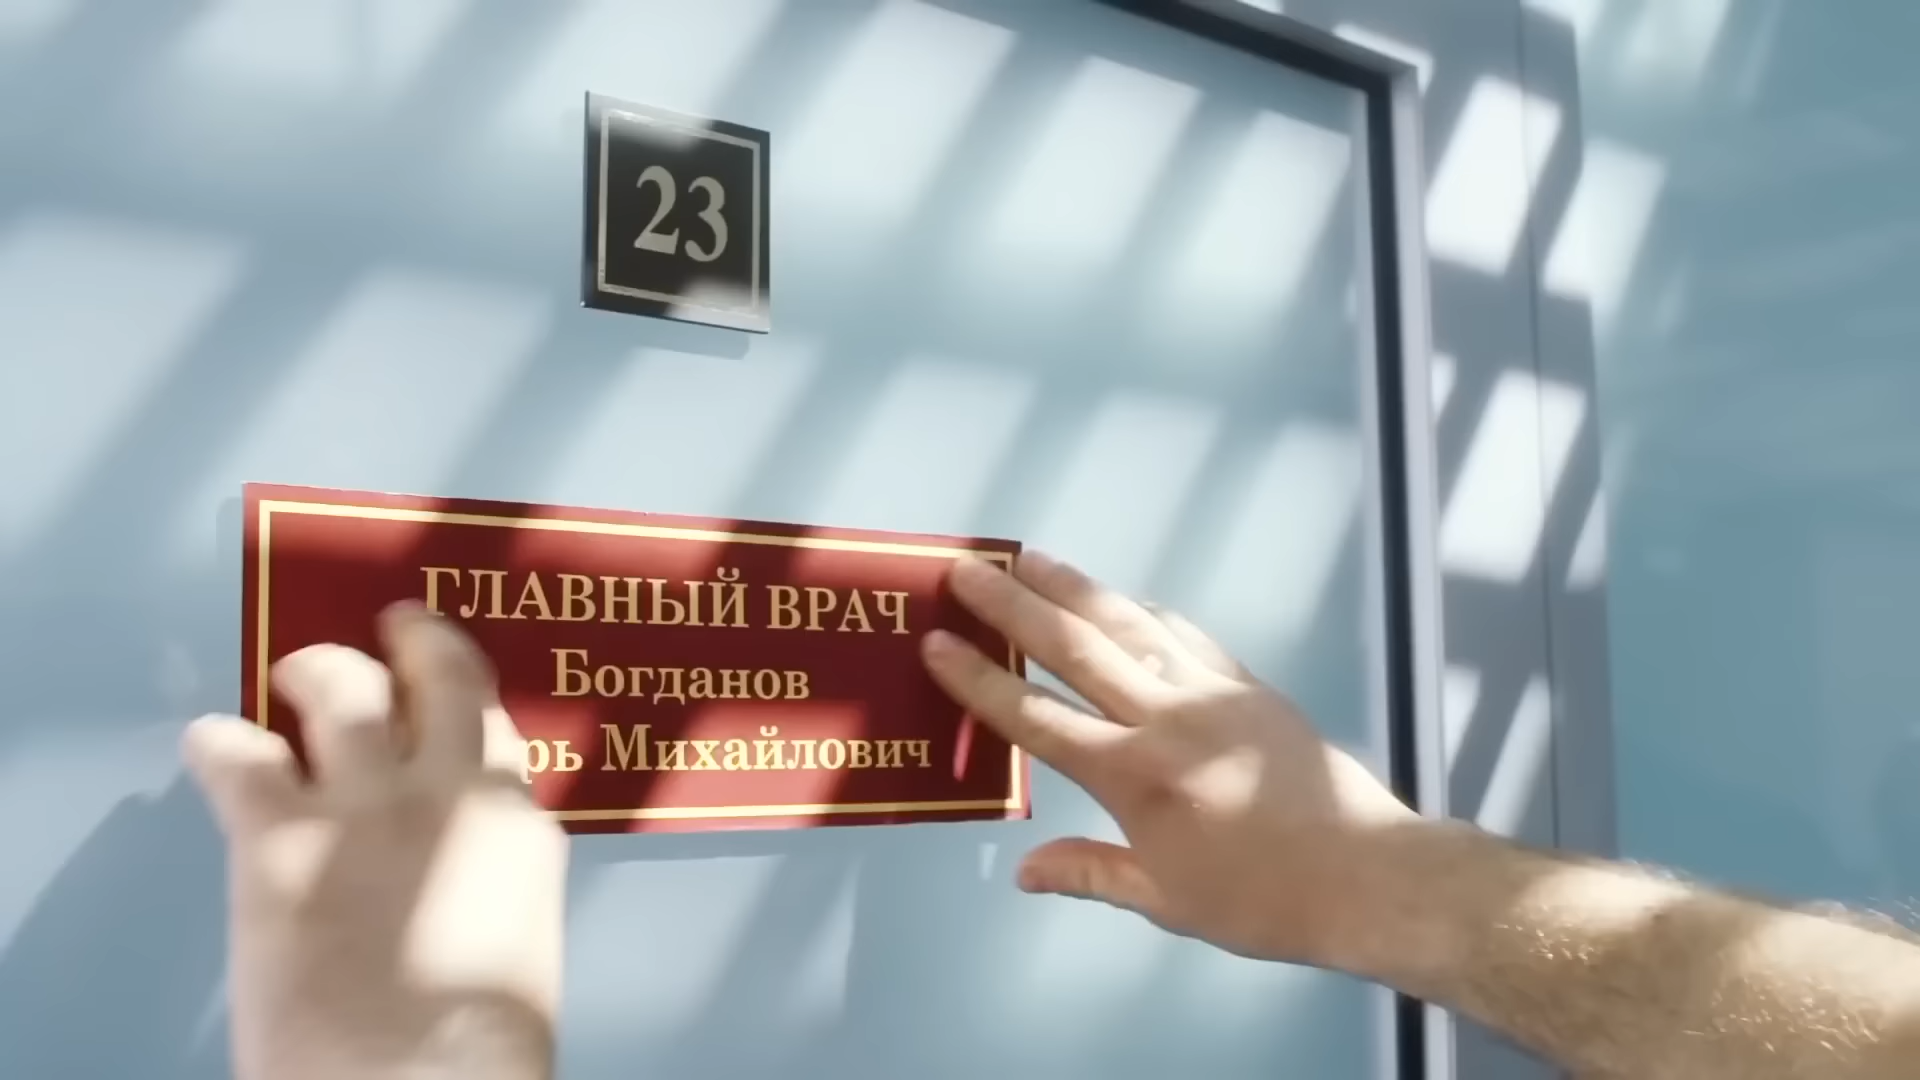 23
ГЛАВНЫЙ ВРАЧ
Богданов
Михайлович